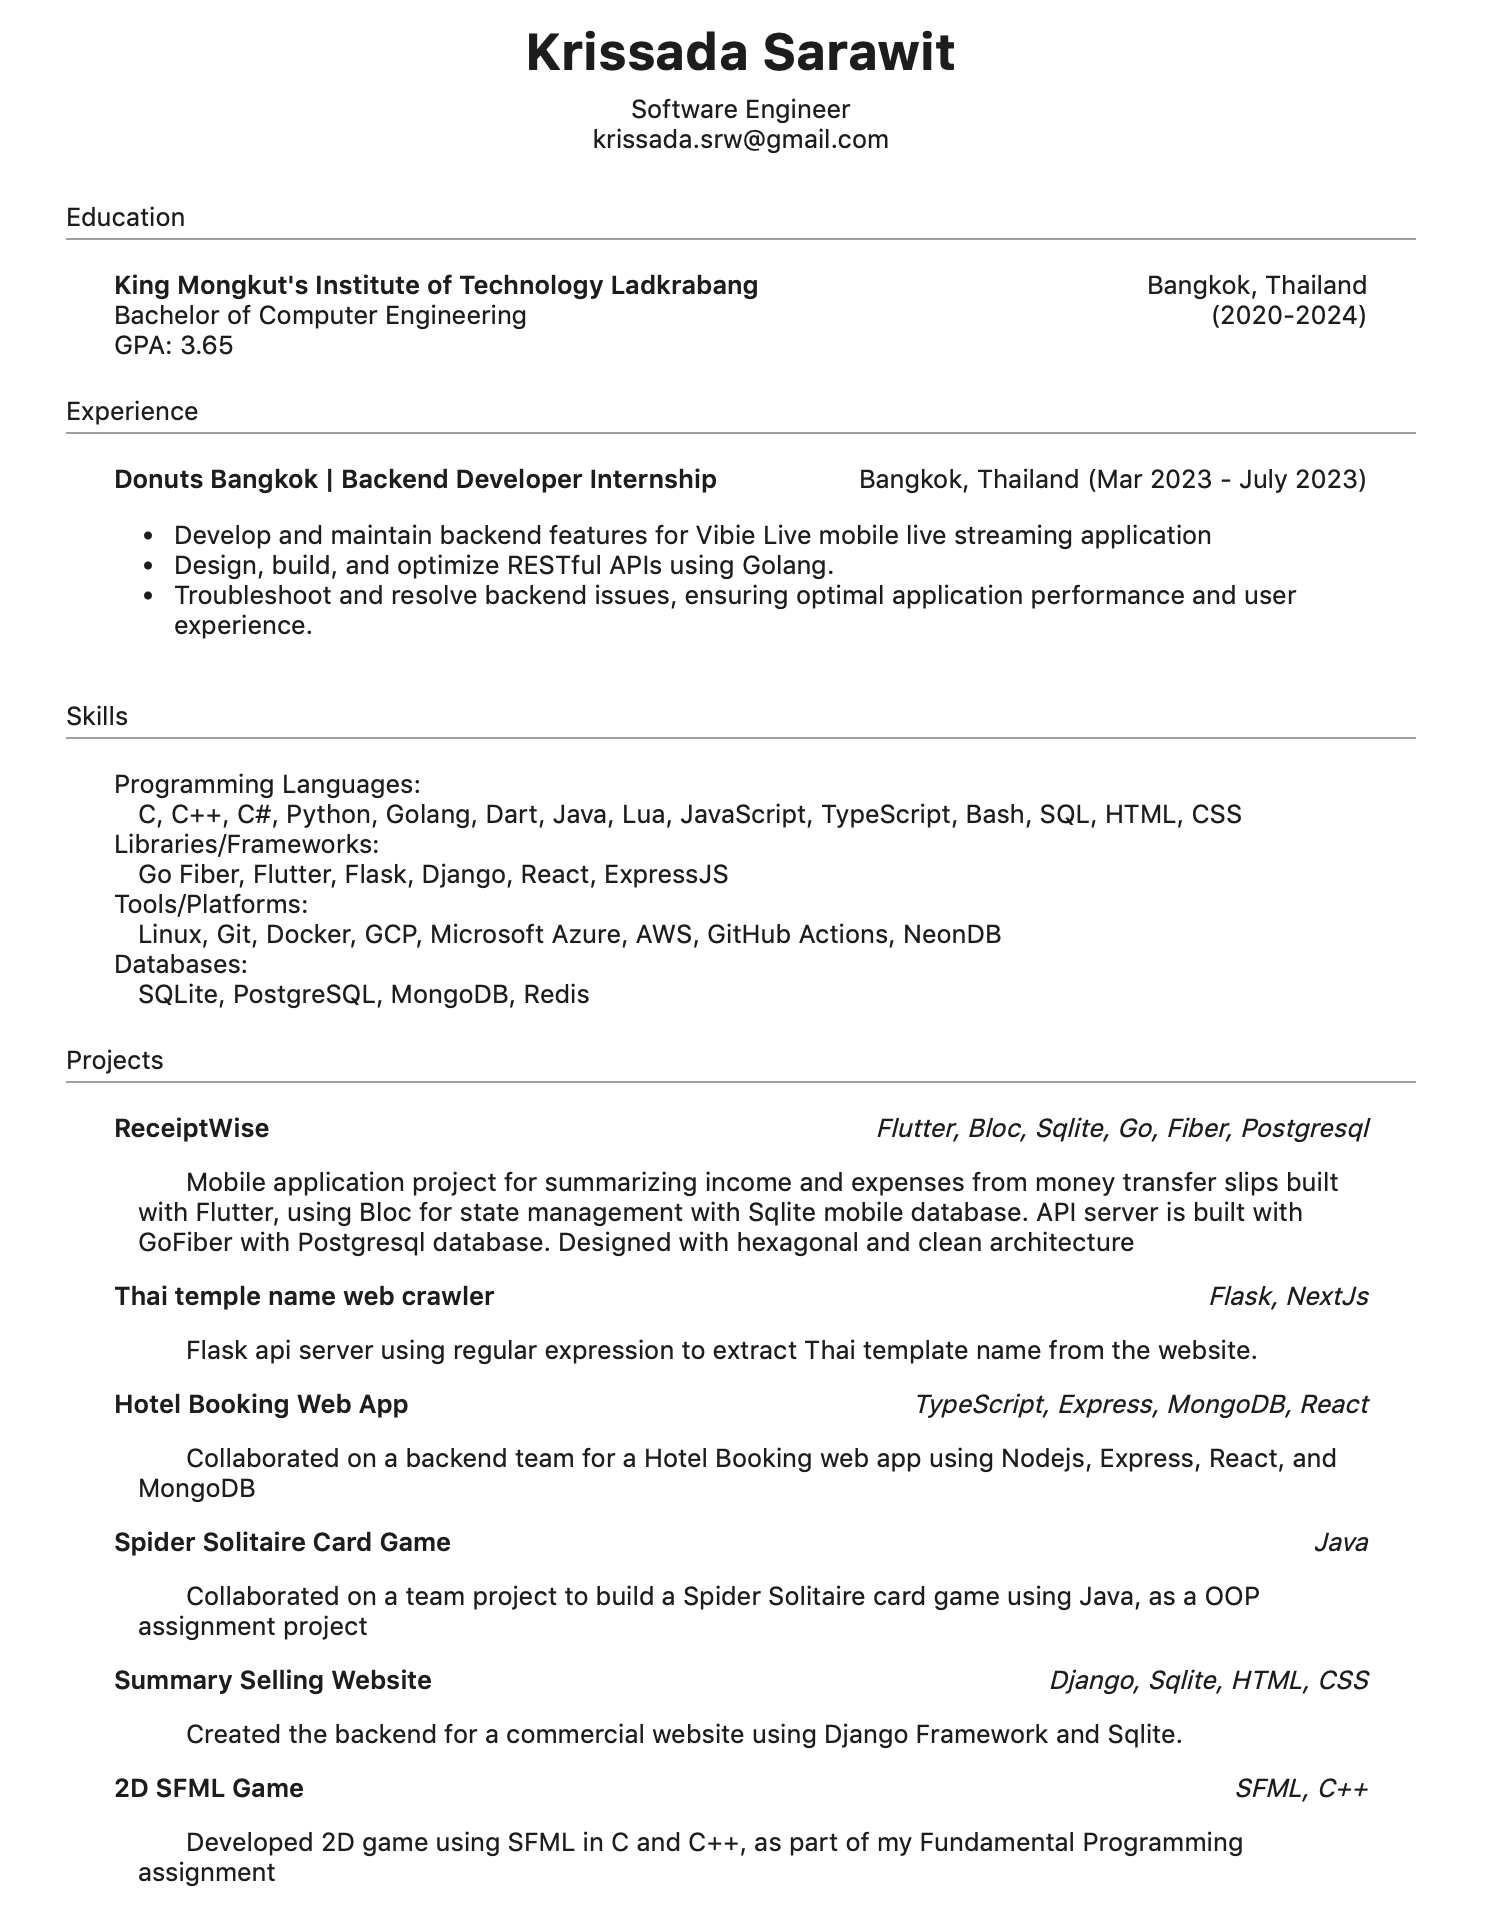 Krissada Sarawit
Software Engineer
krissada.srw@gmail.com
Education
King Mongkut's Institute of Technology Ladkrabang Bangkok, Thailand
Bachelor of Computer Engineering (2020-2024)
GPA: 3.65
Experience
Donuts Bangkok | Backend Developer Internship Bangkok, Thailand (Mar 2023 - July 2023)
• Develop and maintain backend features for Vibie Live mobile live streaming application
• Design, build, and optimize RESTful APIs using Golang.
• Troubleshoot and resolve backend issues, ensuring optimal application performance and user
experience.
Skills
Programming Languages:
C, C++, C#, Python, Golang, Dart, Java, Lua, JavaScript, TypeScript, Bash, SQL, HTML, CSS
Libraries/Frameworks:
Go Fiber, Flutter, Flask, Django, React, ExpressJS
Tools/Platforms:
Linux, Git, Docker, GCP, Microsoft Azure, AWS, GitHub Actions, NeonDB
Databases:
SQLite, PostgreSQL, MongoDB, Redis
Projects
ReceiptWise Flutter, Bloc, Sqlite, Go, Fiber, Postgresql
Mobile application project for summarizing income and expenses from money transfer slips built
with Flutter, using Bloc for state management with Sqlite mobile database. API server is built with
GoFiber with Postgresql database. Designed with hexagonal and clean architecture
Thai temple name web crawler Flask, NextJs
Flask api server using regular expression to extract Thai template name from the website.
Hotel Booking Web App TypeScript, Express, MongoDB, React
Collaborated on a backend team for a Hotel Booking web app using Nodejs, Express, React, and
MongoDB
Spider Solitaire Card Game Java
Collaborated on a team project to build a Spider Solitaire card game using Java, as a OOP
assignment project
Summary Selling Website Django, Sqlite, HTML, CSS
Created the backend for a commercial website using Django Framework and Sqlite.
2D SFML Game SFML, C++
Developed 2D game using SFML in C and C++, as part of my Fundamental Programming
assignment